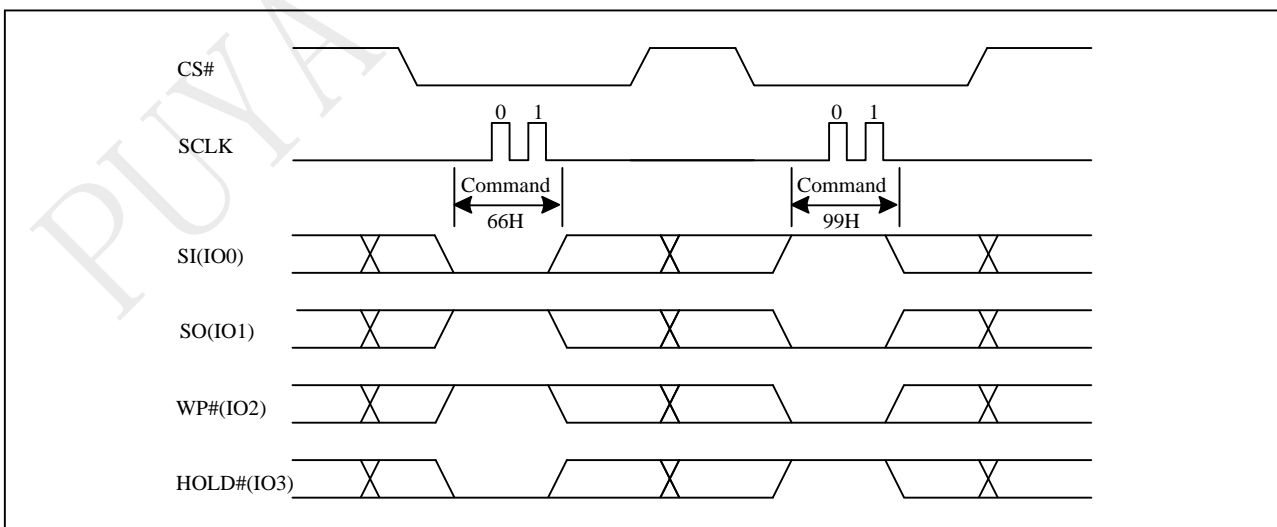 PUYA
CS#
0 1 0 1
SCLK
Command Command
66H 99H
SI(IO0)
SO(IO1)
WP#(IO2)
HOLD#(IO3)